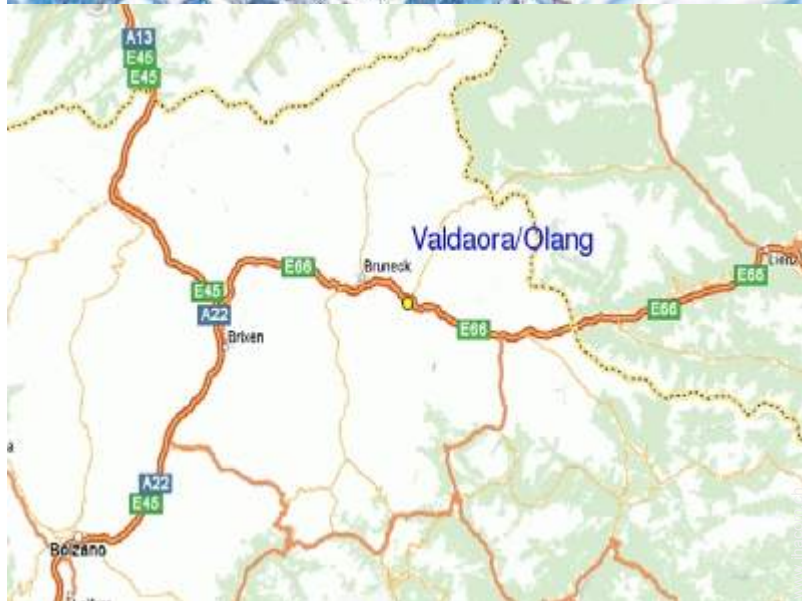 A13
E45
E45
Valdaora/Olang
E66
Bruneck
E66
Lienz
E45
A22
E66
E66
Brixen
A22
E45
Bolzano